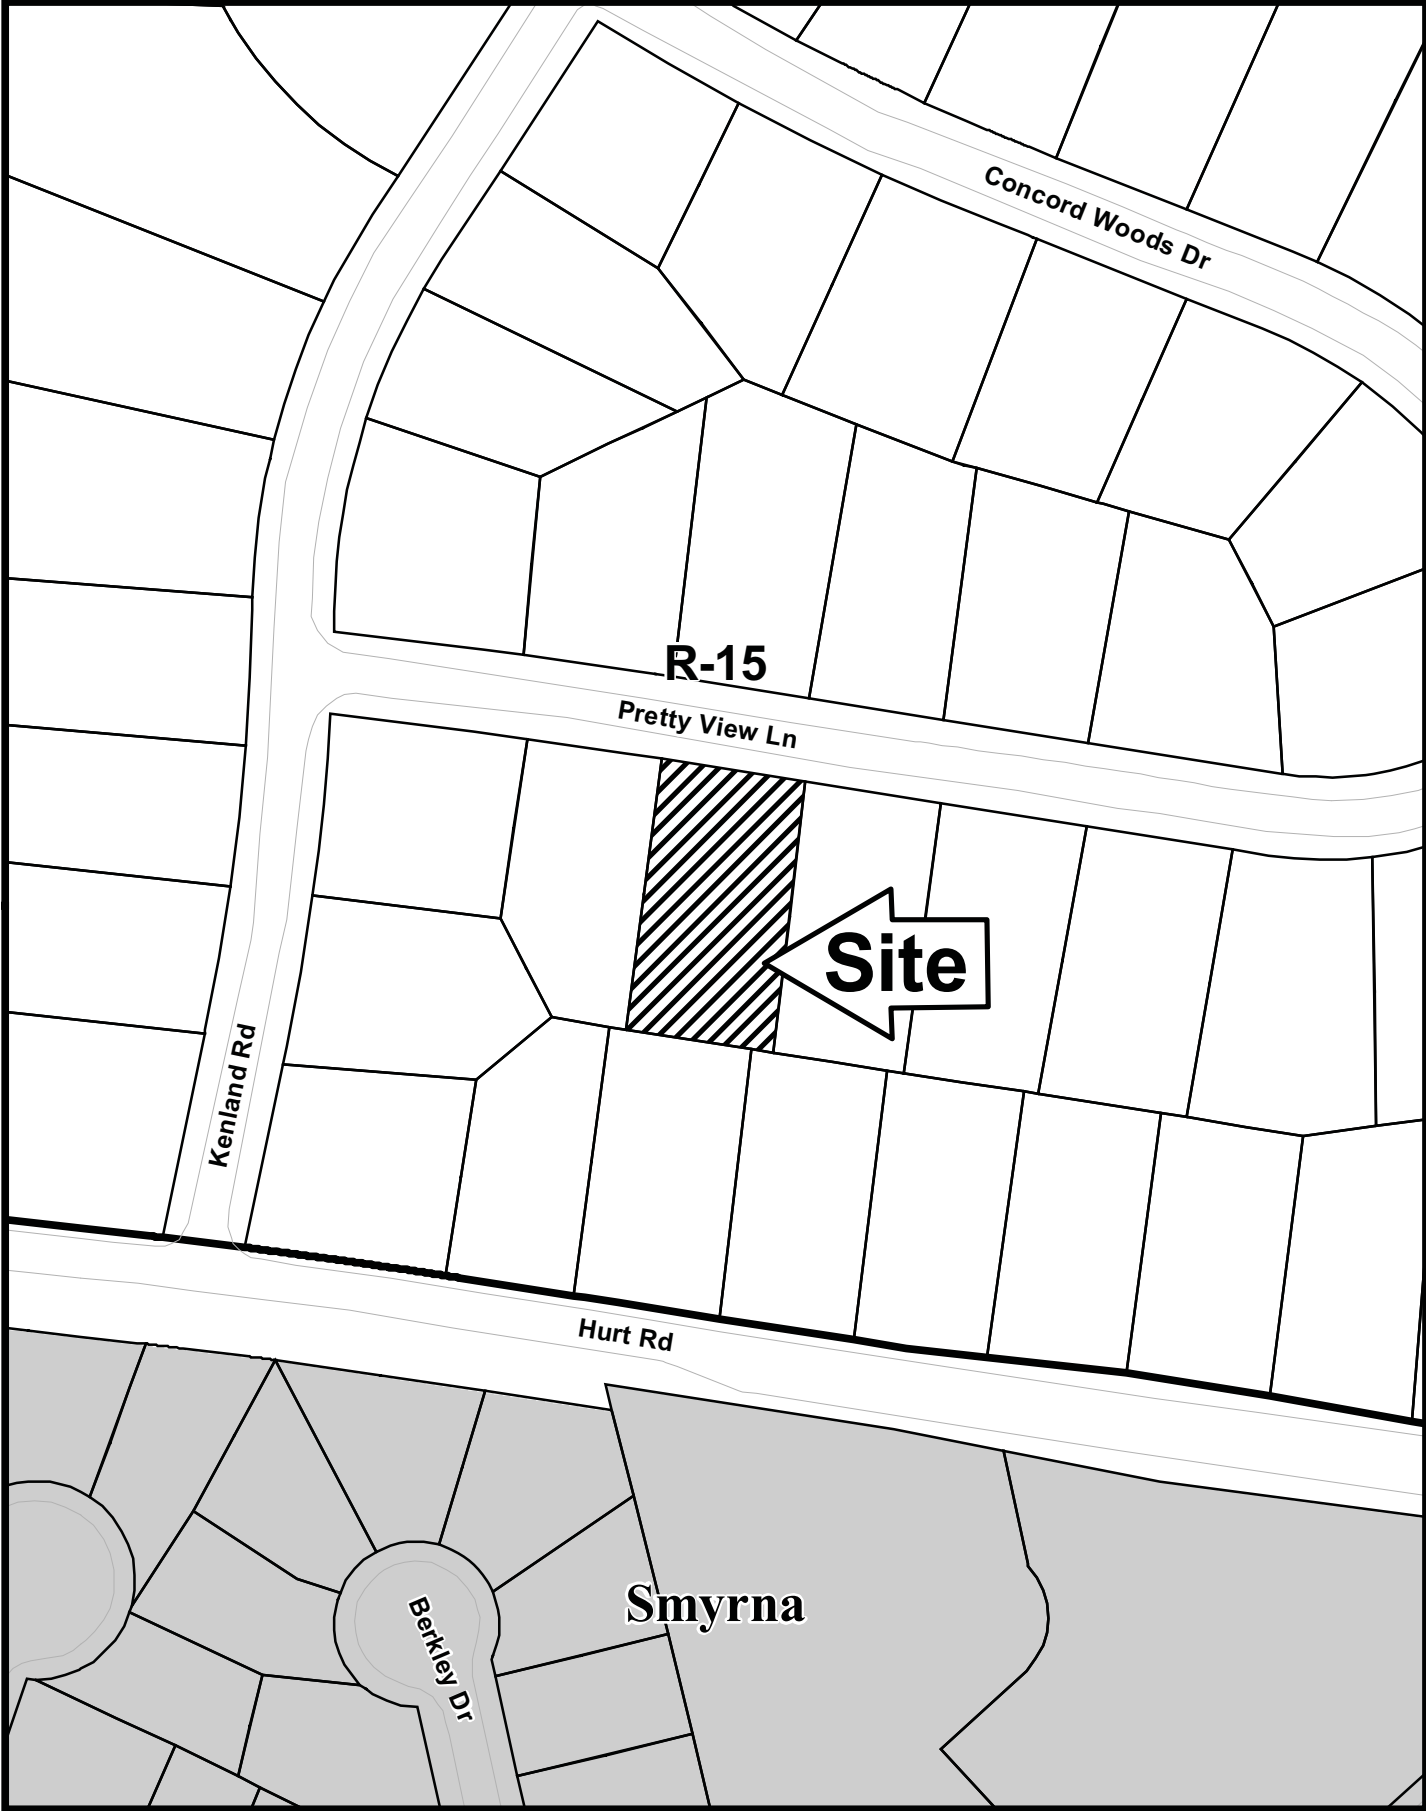 Concord Woods Dr
R-15
Pretty View Ln
Site
Kenland Rd
Hurt Rd
Smyrna
Berkley Dr